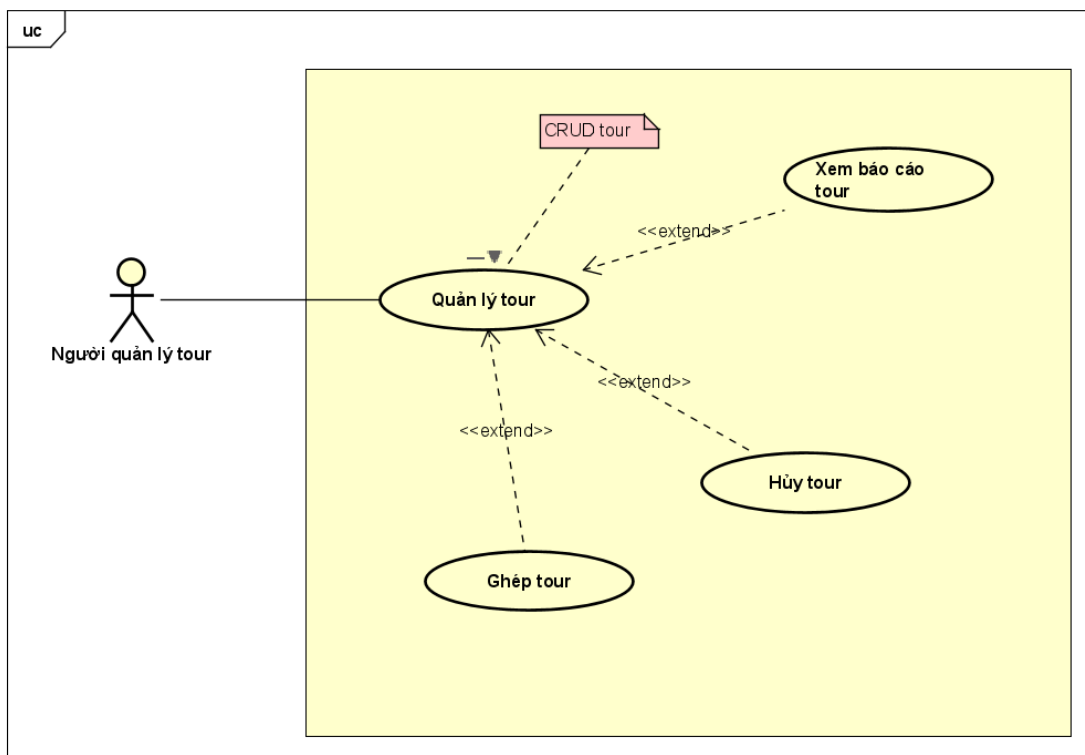 uc
CRUD tour
Xem báo cáo
tour
<<extend>>
Quản lý tour
Người quản lý tour
<<extend>>
<<extend>>
Hủy tour
Ghép tour